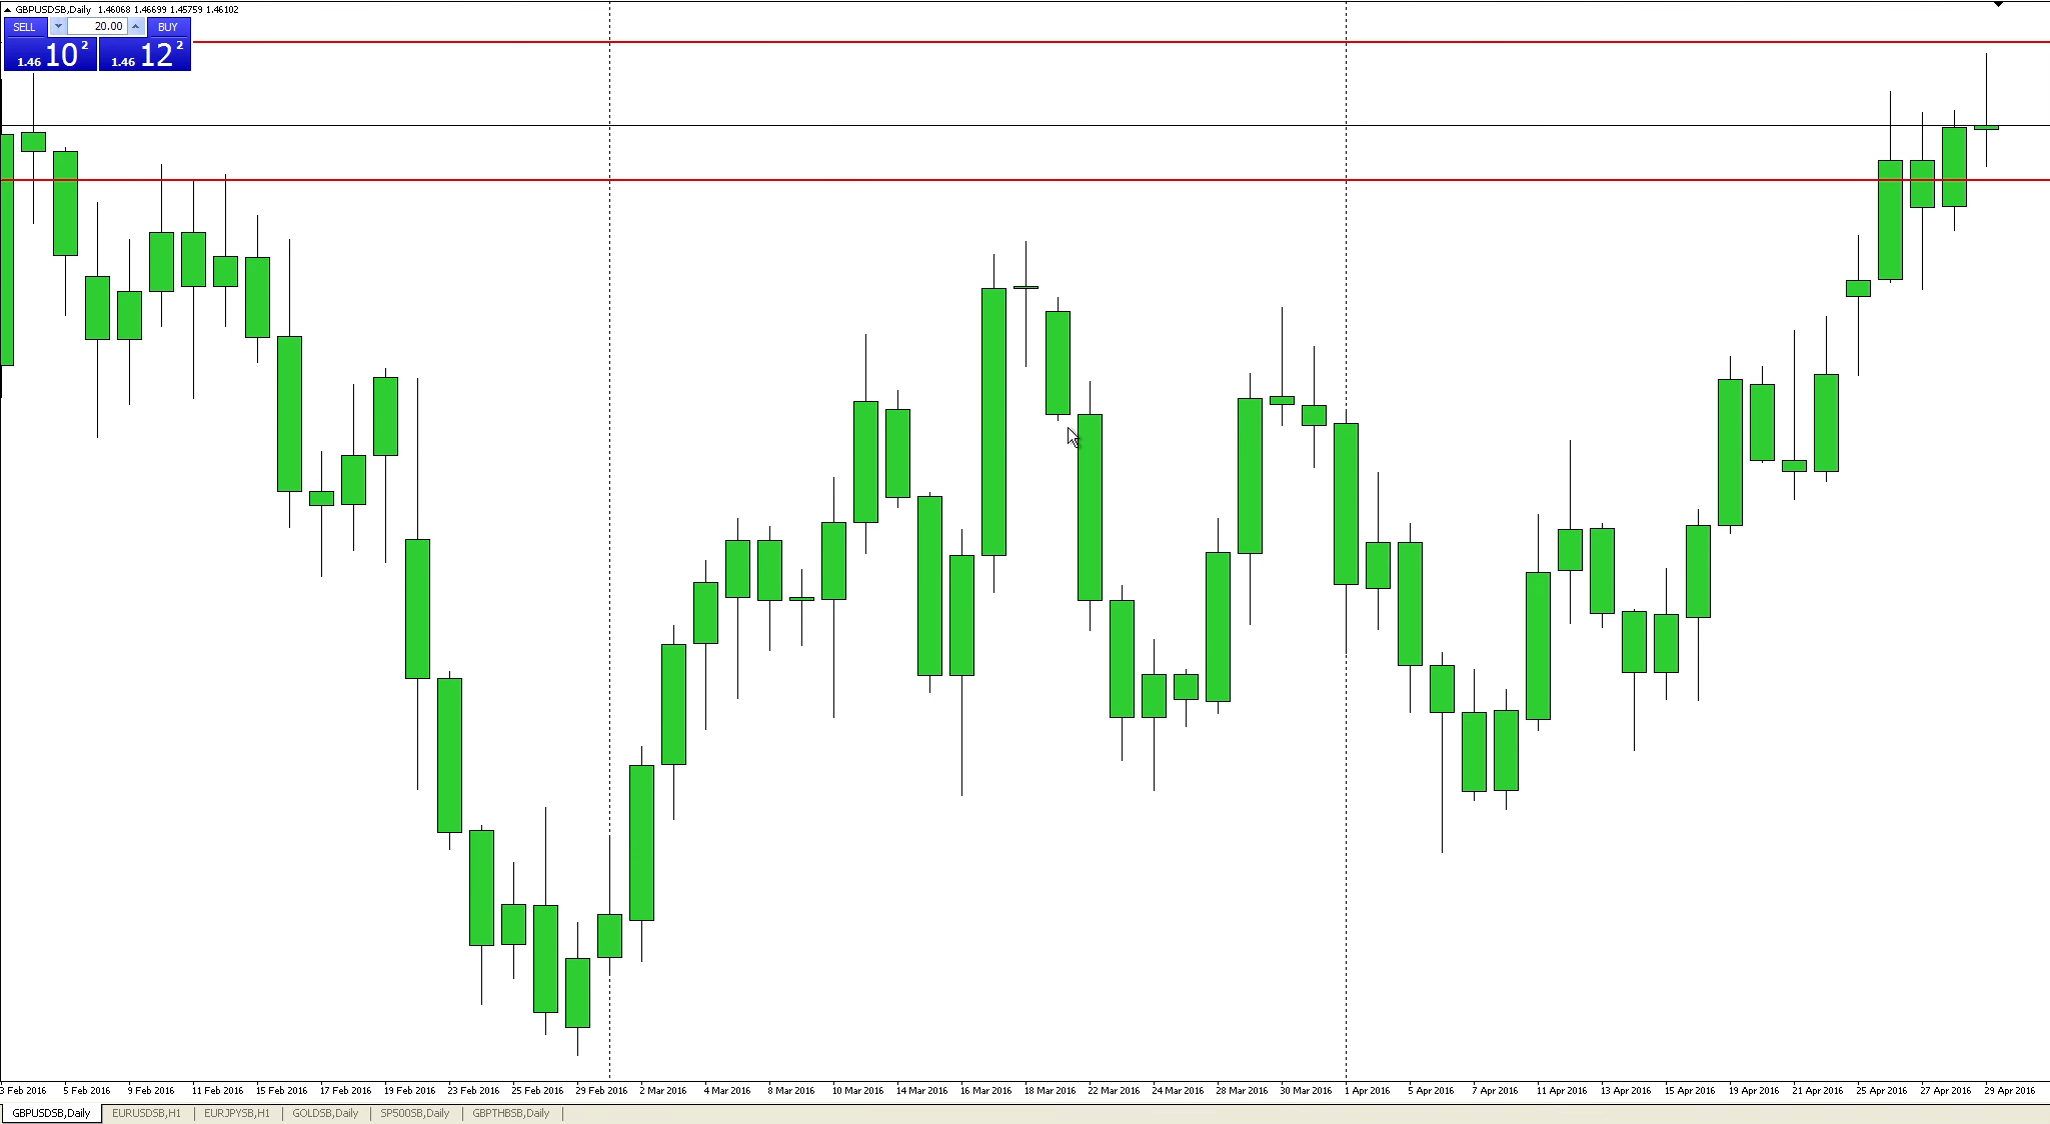 GBPUSDSB,Daily 1.46068 1.46699 1.45759 1.46102
SELL 20.00 BUY
1.46 10 2 1.46 12 2
3 Feb 2016 5 Feb 2016 9 Feb 2016 11 Feb 2016 15 Feb 2016 17 Feb 2016 19 Feb 2016 23 Feb 2016 25 Feb 2016 29 Feb 2016 2 Mar 2016 4 Mar 2016 8 Mar 2016 10 Mar 2016 14 Mar 2016 16 Mar 2016 18 Mar 2016 22 Mar 2016 24 Mar 2016 28 Mar 2016 30 Mar 2016 1 Apr 2016 5 Apr 2016 7 Apr 2016 11 Apr 2016 13 Apr 2016 15 Apr 2016 19 Apr 2016 21 Apr 2016 25 Apr 2016 27 Apr 2016 29 Apr 2016
GBPUSDSB,Daily EURUSDSB,H1 EURJPYSB,H1 GOLDSB,Daily SP500SB,Daily GBPTHBSB,Daily